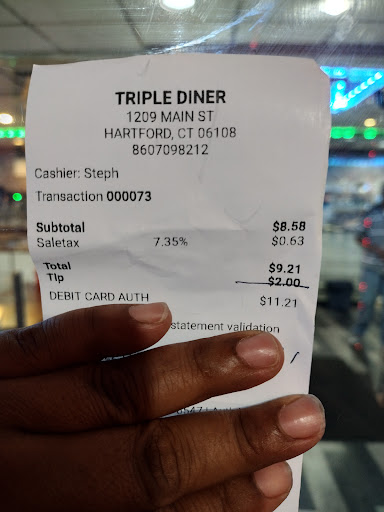 TRIPLE DINER
1209 MAIN ST
HARTFORD, CT 06108
8607098212
Cashier: Steph
Transaction 000073
Subtotal $8.58
Saletax 7.35% $0.63
Total $9.21
Tip $2.00
DEBIT CARD AUTH $11.21
statement validation